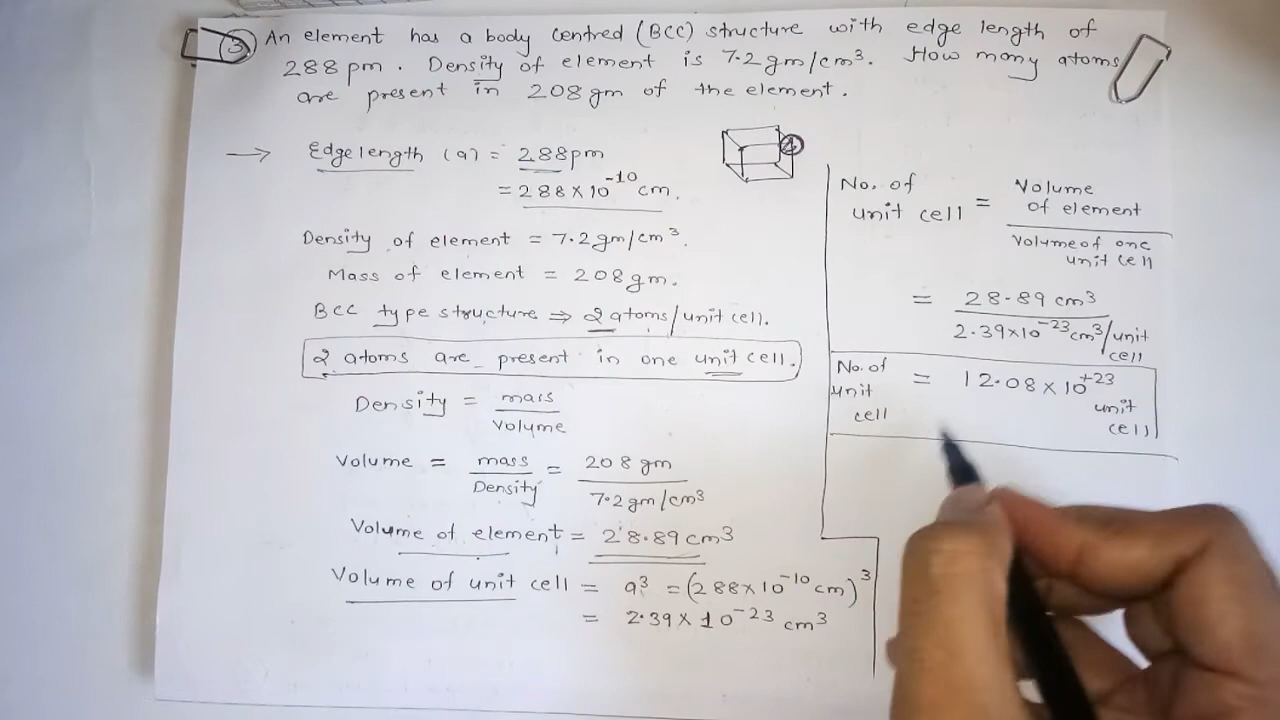 ③ An element has a body centred (BCC) structure with edge length of
288 pm. Density of element is 7.2 gm/cm³. How many atoms
are present in 208 gm of the element.
→ Edge length (a) = 288 pm
= 288 × 10⁻¹⁰ cm.
Density of element = 7.2 gm/cm³.
Mass of element = 208 gm.
BCC type structure ⇒ 2 atoms/unit cell.
2 atoms are present in one unit cell.
Density = mass
volume
Volume = mass = 208 gm
Density 7.2 gm/cm³
Volume of element = 28.89 cm³
Volume of unit cell = a³ = (288 × 10⁻¹⁰ cm)³
= 2.39 × 10⁻²³ cm³
No. of
unit cell = Volume
of element
Volume of one
unit cell
= 28.89 cm³
2.39 × 10⁻²³ cm³/unit
cell
No. of
unit
cell
= 12.08 × 10⁺²³
unit
cell